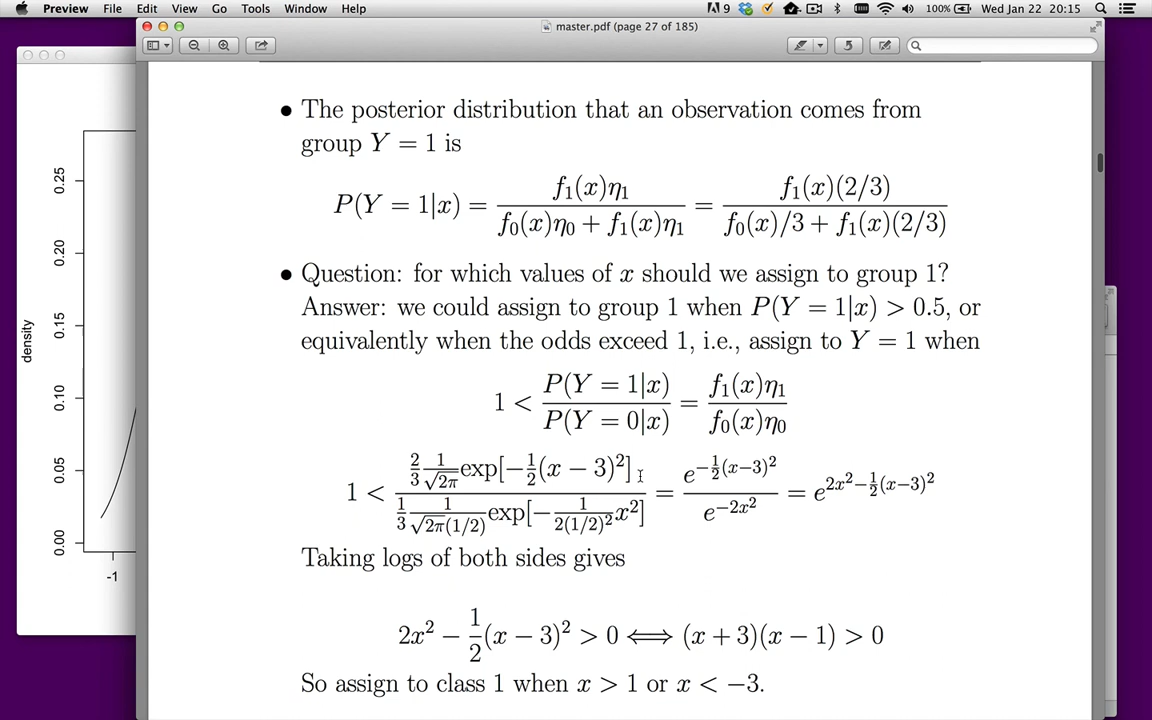 Preview File Edit View Go Tools Window Help 9 100% Wed Jan 22 20:15
master.pdf (page 27 of 185)
• The posterior distribution that an observation comes from
group Y = 1 is
P(Y = 1|x) = f₁(x)η₁ / (f₀(x)η₀ + f₁(x)η₁) = f₁(x)(2/3) / (f₀(x)/3 + f₁(x)(2/3))
• Question: for which values of x should we assign to group 1?
Answer: we could assign to group 1 when P(Y = 1|x) > 0.5, or
equivalently when the odds exceed 1, i.e., assign to Y = 1 when
1 < P(Y = 1|x) / P(Y = 0|x) = f₁(x)η₁ / f₀(x)η₀
1 < (2/3 1/√2π exp[−1/2(x − 3)²]) / (1/3 1/(√2π(1/2)) exp[−1/(2(1/2)²) x²]) = e^(−1/2(x−3)²) / e^(−2x²) = e^(2x²−1/2(x−3)²)
Taking logs of both sides gives
2x² − 1/2(x − 3)² > 0 ⟺ (x + 3)(x − 1) > 0
So assign to class 1 when x > 1 or x < −3.
density
0.25
0.20
0.15
0.10
0.05
0.00
-1